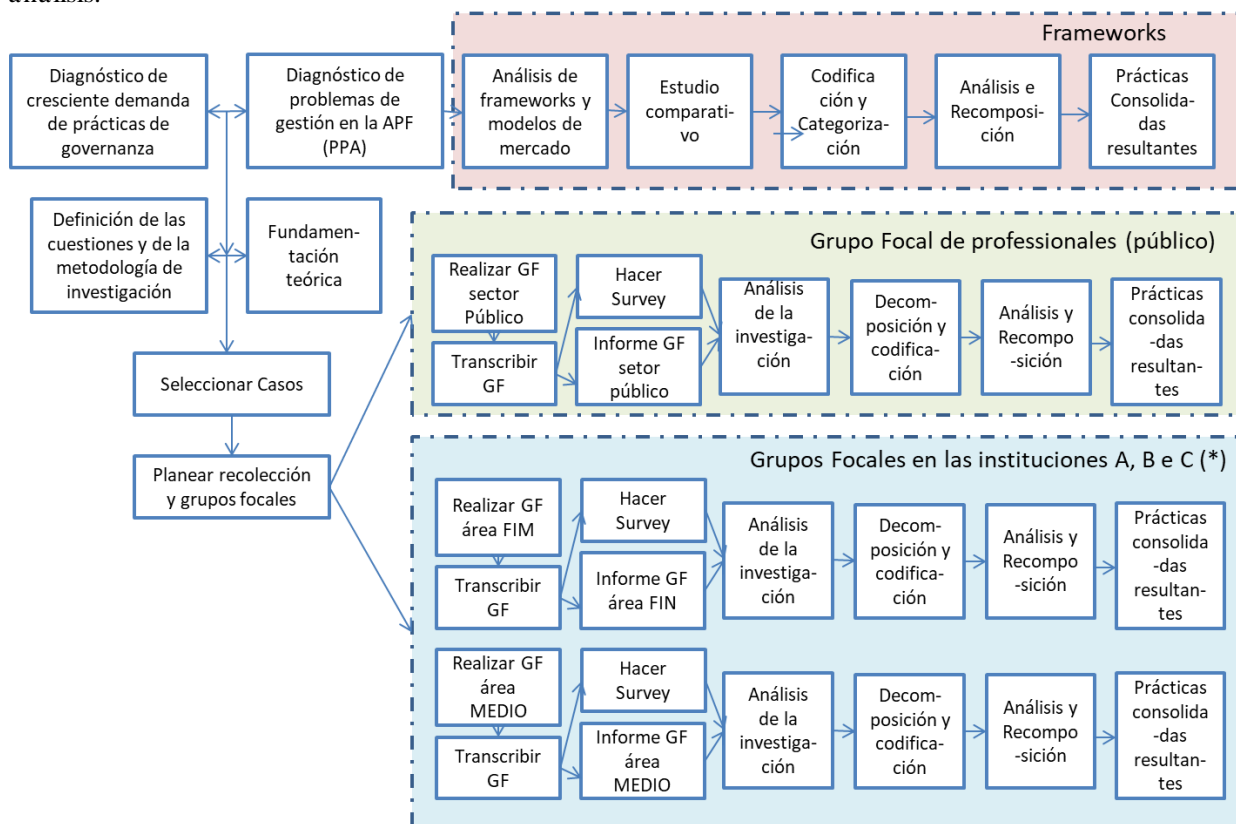 análisis.
Frameworks
Diagnóstico de
cresciente demanda
de prácticas de
governanza
Diagnóstico de
problemas de
gestión en la APF
(PPA)
Análisis de
frameworks y
modelos de
mercado
Estudio
comparati-
vo
Codifica
ción y
Categoriza-
ción
Análisis e
Recomposi-
ción
Prácticas
Consolida-
das
resultantes
Definición de las
cuestiones y de la
metodología de
investigación
Fundamen-
tación
teórica
Seleccionar Casos
Planear recolección
y grupos focales
Grupo Focal de professionales (público)
Realizar GF
sector
Público
Transcribir
GF
Hacer
Survey
Informe GF
setor
público
Análisis
de la
investiga-
ción
Decom-
posición y
codifica-
ción
Análisis y
Recompo
-sición
Prácticas
consolida
-das
resultan-
tes
Grupos Focales en las instituciones A, B e C (*)
Realizar GF
área FIM
Transcribir
GF
Hacer
Survey
Informe GF
área FIN
Análisis
de la
investiga-
ción
Decom-
posición y
codifica-
ción
Análisis y
Recompo
-sición
Prácticas
consolida
-das
resultan-
tes
Realizar GF
área
MEDIO
Transcribir
GF
Hacer
Survey
Informe GF
área
MEDIO
Análisis
de la
investiga-
ción
Decom-
posición y
codifica-
ción
Análisis y
Recompo
-sición
Prácticas
consolida
-das
resultan-
tes